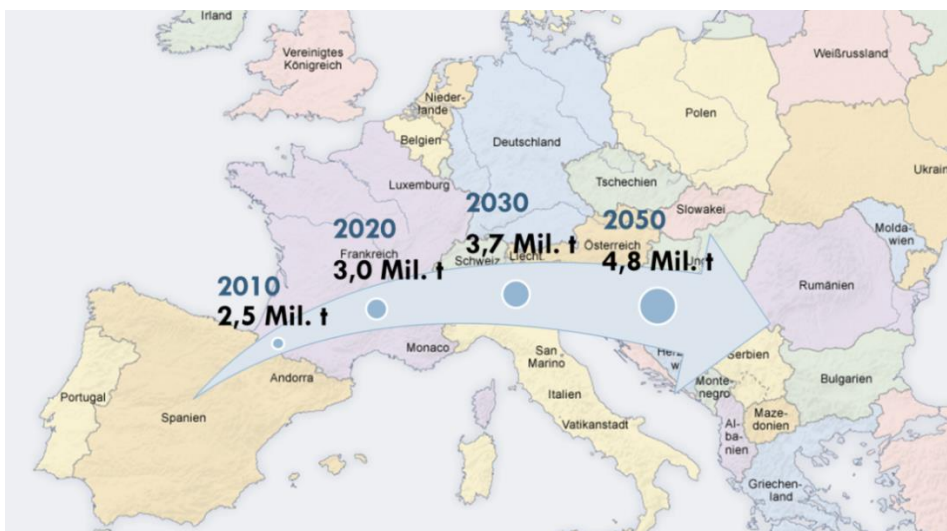 Irland
Vereinigtes
Königreich
Weißrussland
Nieder-
lande
Polen
Belgien
Deutschland
Ukrain
Luxemburg
Tschechien
2030
2050
Slowakei
2020
3,7 Mil. t
Österreich
Molda-
wien
Frankreich
Schweiz
Liecht.
4,8 Mil. t
3,0 Mil. t
2010
Rumänien
2,5 Mil. t
Monaco
San
Marino
Serbien
Andorra
Monte-
negro
Bulgarien
Portugal
Spanien
Italien
Maze-
donien
Vatikanstadt
Al-
ba-
nien
Griechen-
land